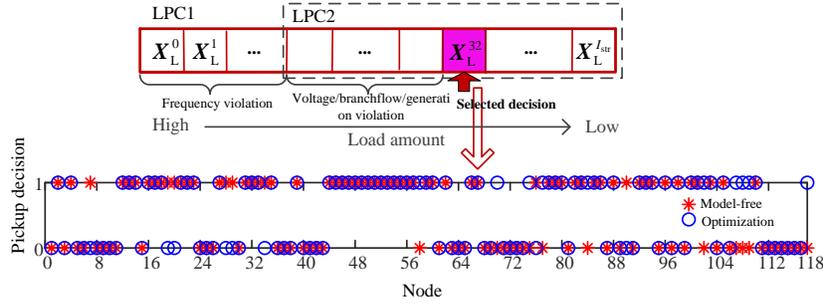 LPC1
LPC2
X_L^0 X_L^1 ... ... X_L^32 ... X_L^{I_str}
Frequency violation
Voltage/branchflow/generati
on violation
Selected decision
High
Load amount
Low
Pickup decision
1
0
Model-free
Optimization
0 8 16 24 32 40 48 56 64 72 80 88 96 104 112 118
Node